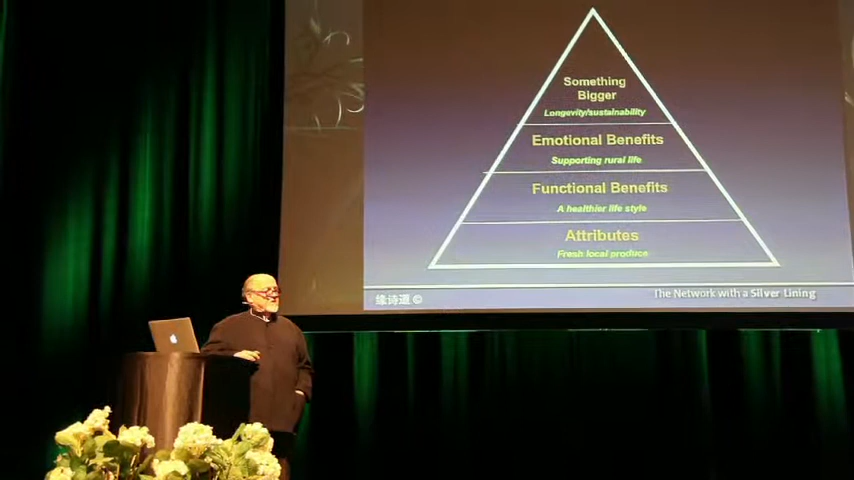 Something
Bigger
Longevity/sustainability
Emotional Benefits
Supporting rural life
Functional Benefits
A healthier life style
Attributes
Fresh local produce
缘诗遛 ©
The Network with a Silver Lining